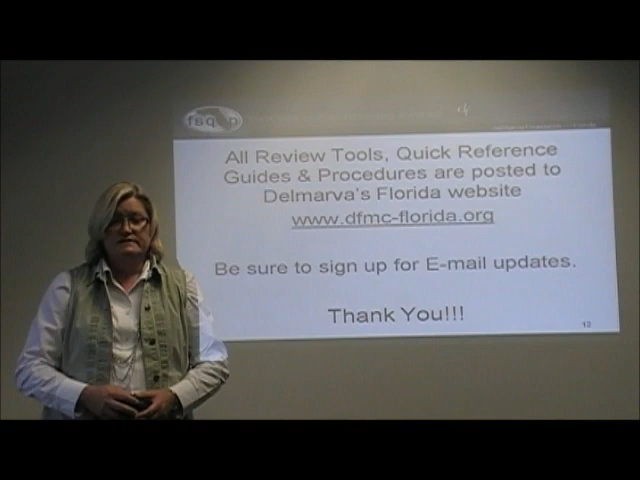 fsq p
All Review Tools, Quick Reference
Guides & Procedures are posted to
Delmarva's Florida website
www.dfmc-florida.org
Be sure to sign up for E-mail updates.
Thank You!!!
13